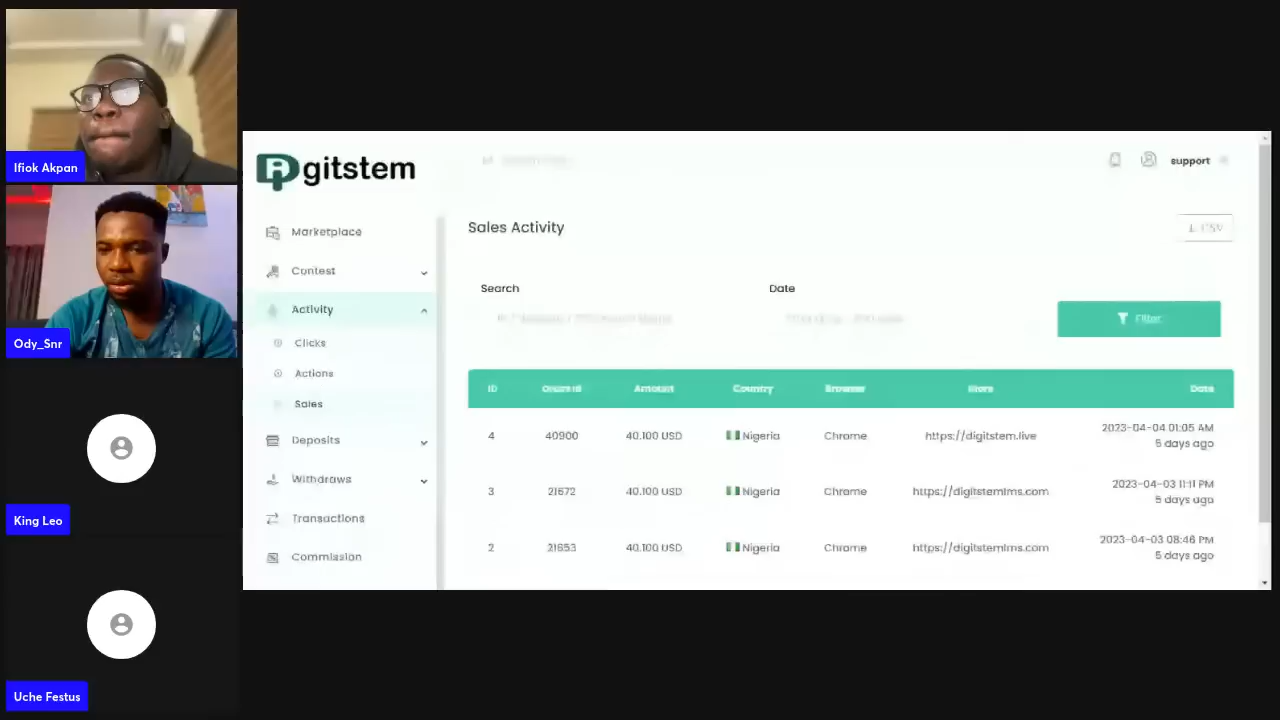 Ifiok Akpan
Ody_Snr
King Leo
Uche Festus
Digitstem
support
Marketplace
Contest
Activity
Clicks
Actions
Sales
Deposits
Withdraws
Transactions
Commission
Sales Activity
CSV
Search
Date
Filter
ID Amount Country Browser Date
4 40900 40.100 USD Nigeria Chrome https://digitstem.live 2023-04-04 01:05 AM
5 days ago
3 21672 40.100 USD Nigeria Chrome https://digitstemlms.com 2023-04-03 11:11 PM
5 days ago
2 21653 40.100 USD Nigeria Chrome https://digitstemlms.com 2023-04-03 08:46 PM
5 days ago